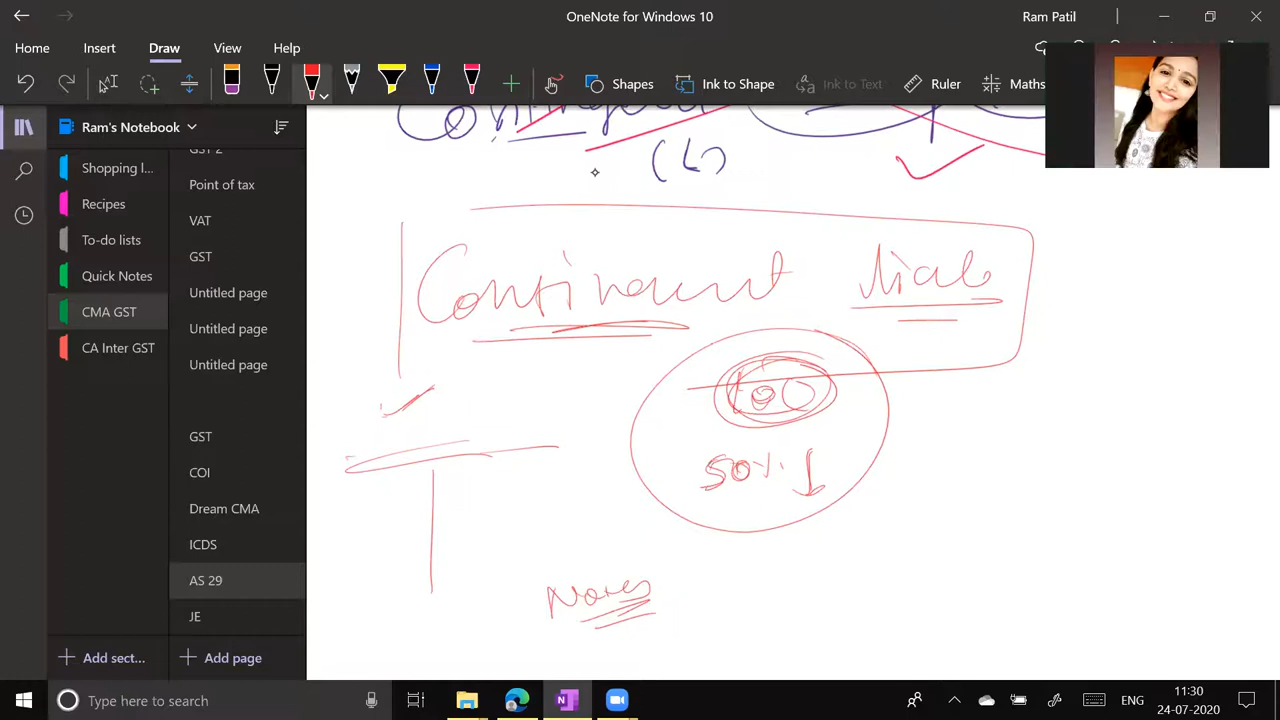 OneNote for Windows 10
Ram Patil
Home Insert Draw View Help
Shapes Ink to Shape Ink to Text Ruler Maths
Ram's Notebook
Shopping l...
Recipes
To-do lists
Quick Notes
CMA GST
CA Inter GST
GST 2
Point of tax
VAT
GST
Untitled page
Untitled page
Untitled page
GST
COI
Dream CMA
ICDS
AS 29
JE
Add sect...
Add page
(L)
50%
Notes
Type here to search
ENG
11:30
24-07-2020